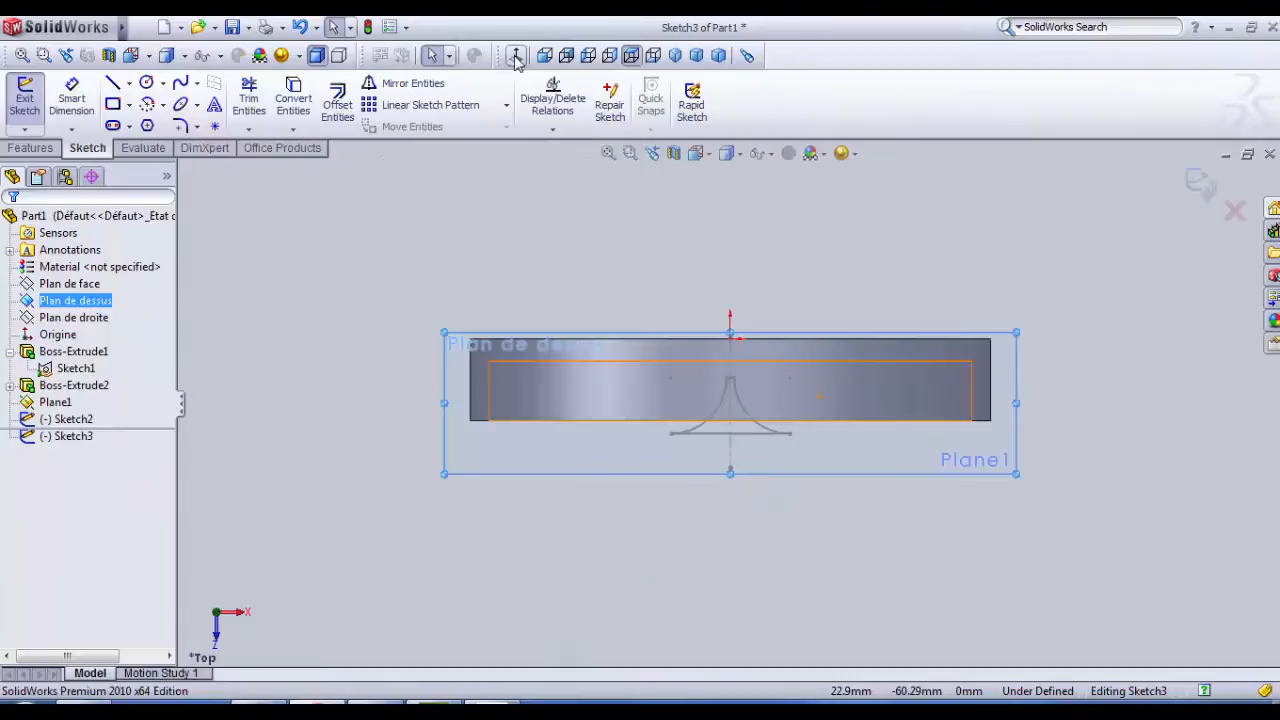 SolidWorks
Sketch3 of Part1 *
SolidWorks Search
Exit Sketch
Smart Dimension
Trim Entities
Convert Entities
Offset Entities
Mirror Entities
Linear Sketch Pattern
Move Entities
Display/Delete Relations
Repair Sketch
Quick Snaps
Rapid Sketch
Features
Sketch
Evaluate
DimXpert
Office Products
Part1 (Défaut<<Défaut>_Etat c
Sensors
Annotations
Material <not specified>
Plan de face
Plan de dessus
Plan de droite
Origine
Boss-Extrude1
Sketch1
Boss-Extrude2
Plane1
(-) Sketch2
(-) Sketch3
Plan de dessus
Plane1
X
Z
*Top
Model
Motion Study 1
SolidWorks Premium 2010 x64 Edition
22.9mm
-60.29mm
0mm
Under Defined
Editing Sketch3